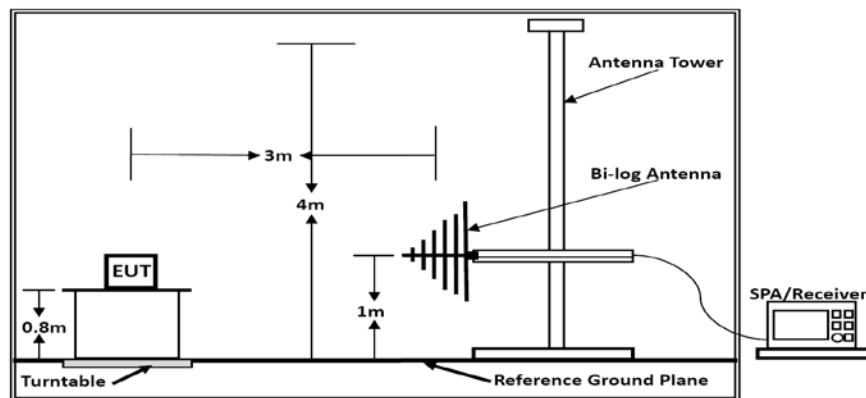 Antenna Tower
3m
Bi-log Antenna
4m
EUT
SPA/Receiver
0.8m
1m
Turntable
Reference Ground Plane